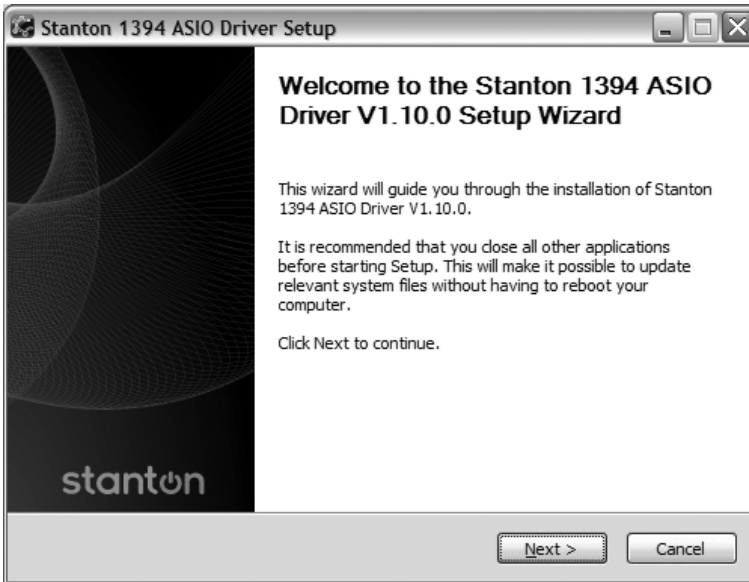 Stanton 1394 ASIO Driver Setup
Welcome to the Stanton 1394 ASIO
Driver V1.10.0 Setup Wizard
This wizard will guide you through the installation of Stanton
1394 ASIO Driver V1.10.0.
It is recommended that you close all other applications
before starting Setup. This will make it possible to update
relevant system files without having to reboot your
computer.
Click Next to continue.
stanton
Next >
Cancel